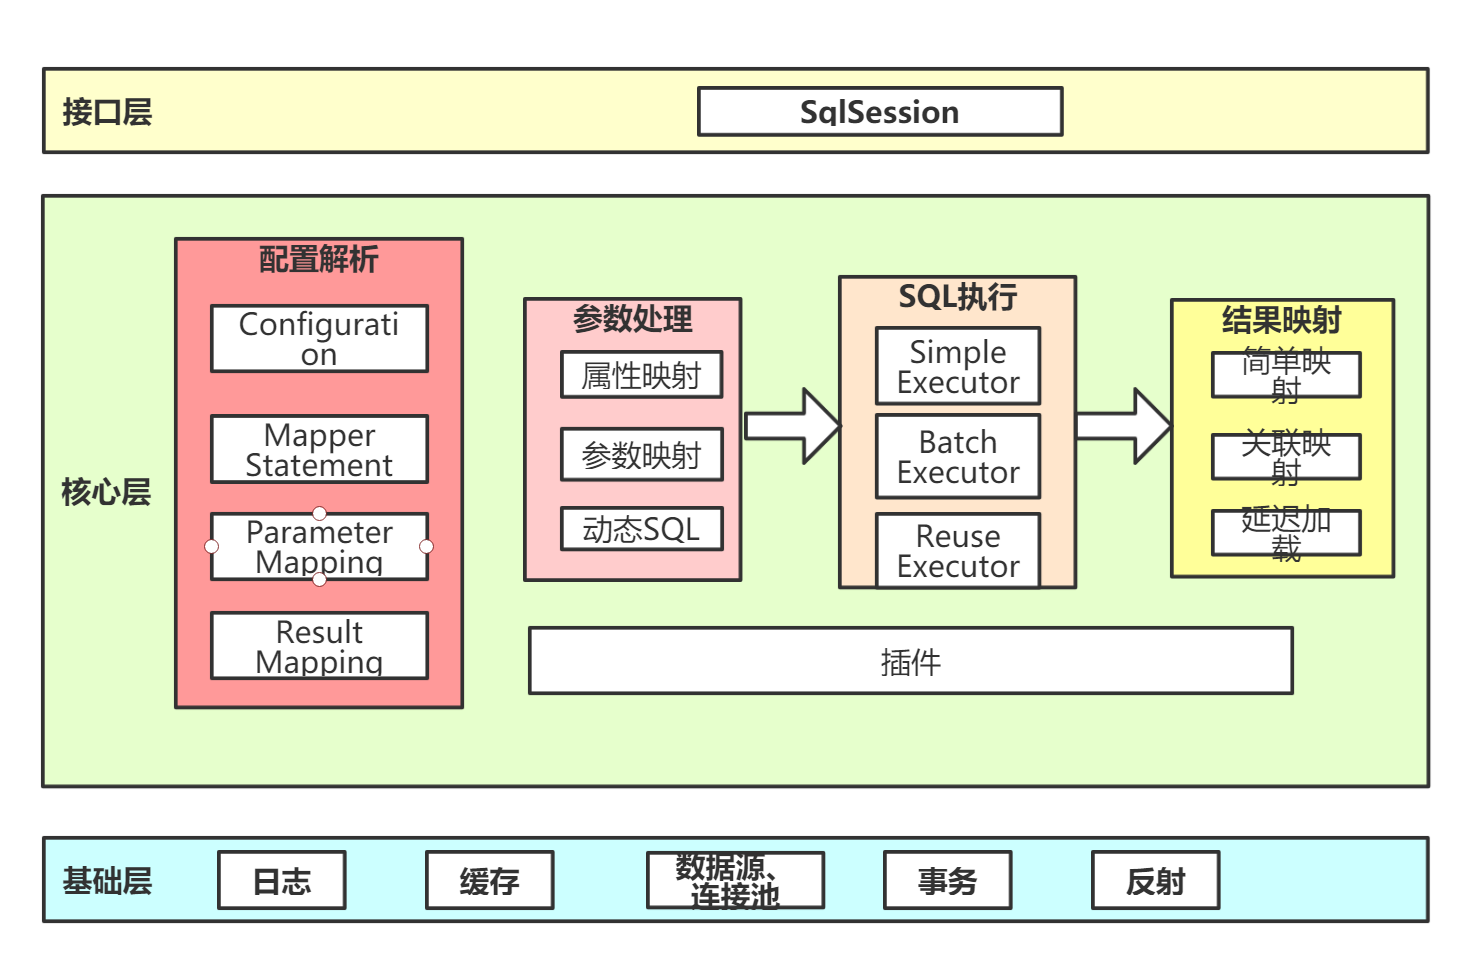 接口层
SqlSession
核心层
配置解析
Configurati
on
Mapper
Statement
Parameter
Mapping
Result
Mapping
参数处理
属性映射
参数映射
动态SQL
SQL执行
Simple
Executor
Batch
Executor
Reuse
Executor
结果映射
简单映
射
关联映
射
延迟加
载
插件
基础层
日志
缓存
数据源、
连接池
事务
反射